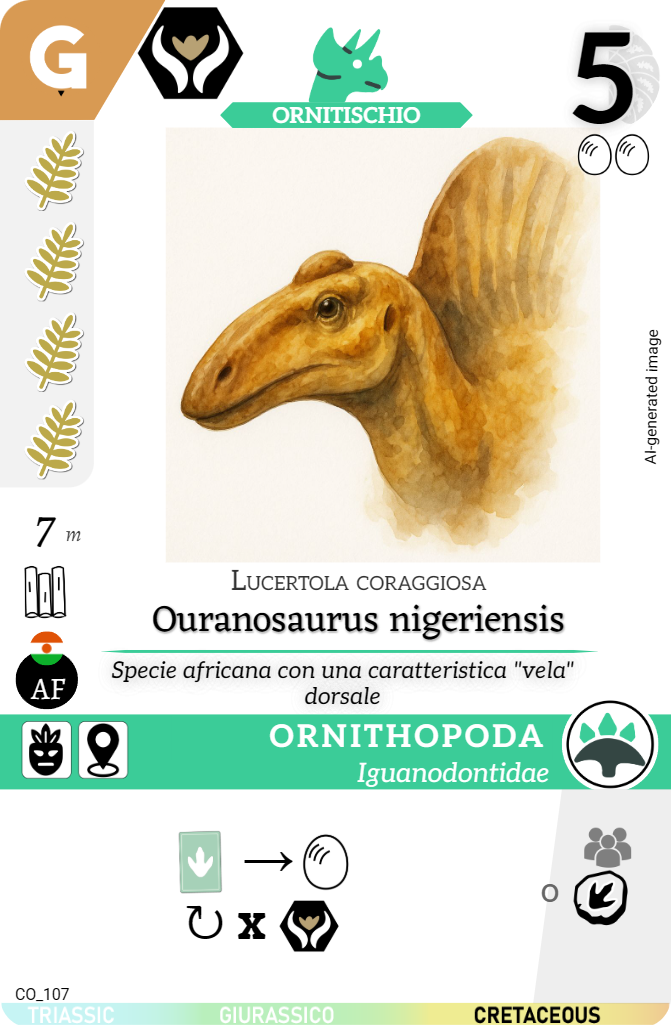 G
5
ORNITISCHIO
AI-generated image
7 m
LUCERTOLA CORAGGIOSA
Ouranosaurus nigeriensis
AF
Specie africana con una caratteristica "vela"
dorsale
ORNITHOPODA
Iguanodontidae
x
O
CO_107
TRIASSIC GIURASSICO CRETACEOUS